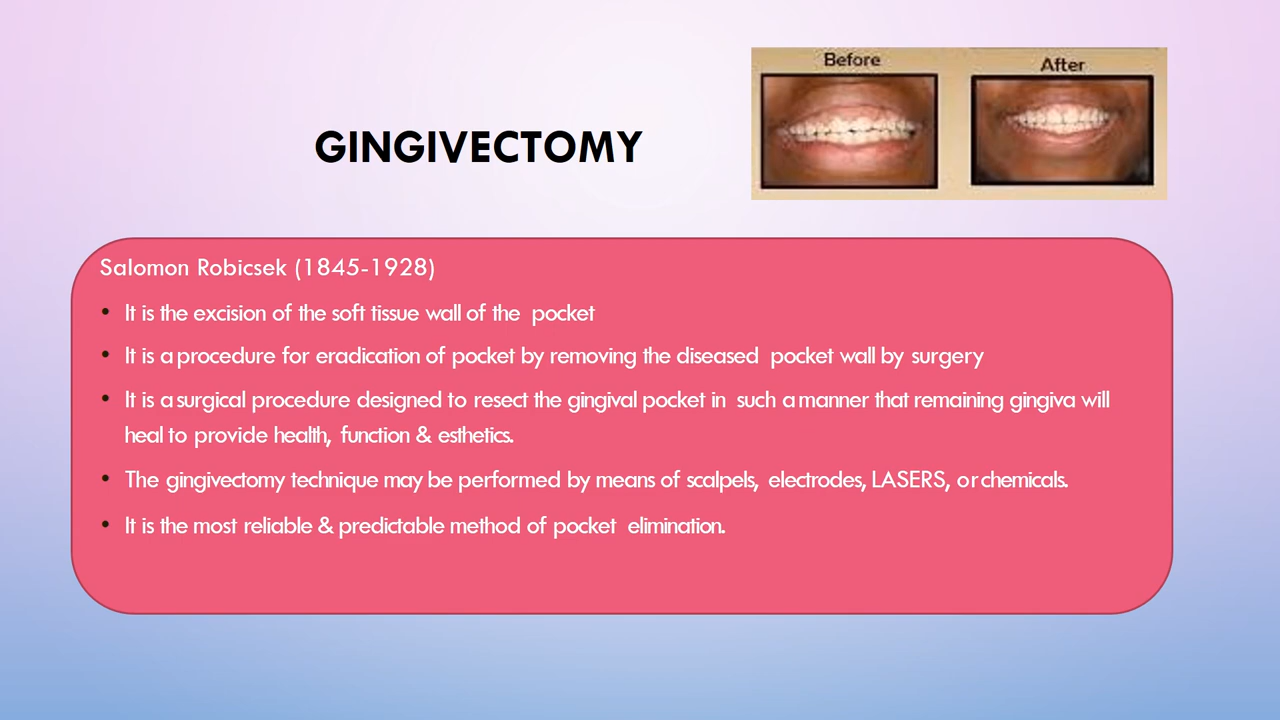 Before
After
GINGIVECTOMY
Salomon Robicsek (1845-1928)
• It is the excision of the soft tissue wall of the pocket
• It is a procedure for eradication of pocket by removing the diseased pocket wall by surgery
• It is a surgical procedure designed to resect the gingival pocket in such a manner that remaining gingiva will
heal to provide health, function & esthetics.
• The gingivectomy technique may be performed by means of scalpels, electrodes, LASERS, or chemicals.
• It is the most reliable & predictable method of pocket elimination.